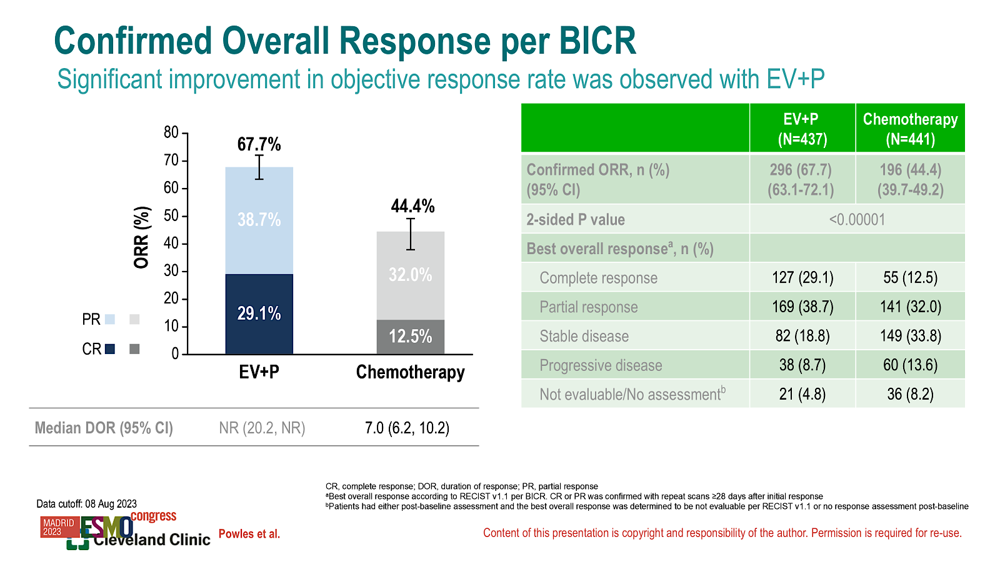 Confirmed Overall Response per BICR
Significant improvement in objective response rate was observed with EV+P
80
70
60
50
40
30
20
10
0
ORR (%)
67.7%
38.7%
29.1%
44.4%
32.0%
12.5%
PR
CR
EV+P
Chemotherapy
Median DOR (95% CI) NR (20.2, NR) 7.0 (6.2, 10.2)
EV+P Chemotherapy
(N=437) (N=441)
Confirmed ORR, n (%) 296 (67.7) 196 (44.4)
(95% CI) (63.1-72.1) (39.7-49.2)
2-sided P value <0.00001
Best overall responseᵃ, n (%)
Complete response 127 (29.1) 55 (12.5)
Partial response 169 (38.7) 141 (32.0)
Stable disease 82 (18.8) 149 (33.8)
Progressive disease 38 (8.7) 60 (13.6)
Not evaluable/No assessmentᵇ 21 (4.8) 36 (8.2)
CR, complete response; DOR, duration of response; PR, partial response
ᵃBest overall response according to RECIST v1.1 per BICR. CR or PR was confirmed with repeat scans ≥28 days after initial response
ᵇPatients had either post-baseline assessment and the best overall response was determined to be not evaluable per RECIST v1.1 or no response assessment post-baseline
Data cutoff: 08 Aug 2023
MADRID
2023
ESMO congress
Cleveland Clinic
Powles et al.
Content of this presentation is copyright and responsibility of the author. Permission is required for re-use.